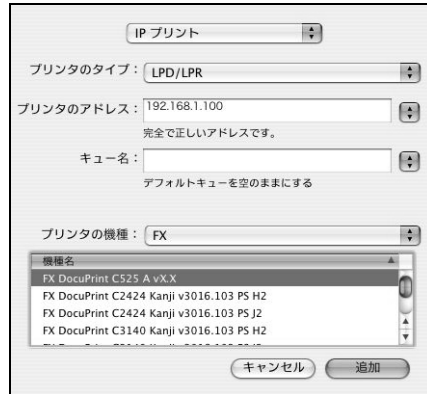 IP プリント
プリンタのタイプ： LPD/LPR
プリンタのアドレス： 192.168.1.100
完全で正しいアドレスです。
キュー名：
デフォルトキューを空のままにする
プリンタの機種： FX
機種名
FX DocuPrint C525 A vX.X
FX DocuPrint C2424 Kanji v3016.103 PS H2
FX DocuPrint C2424 Kanji v3016.103 PS J2
FX DocuPrint C3140 Kanji v3016.103 PS H2
キャンセル 追加